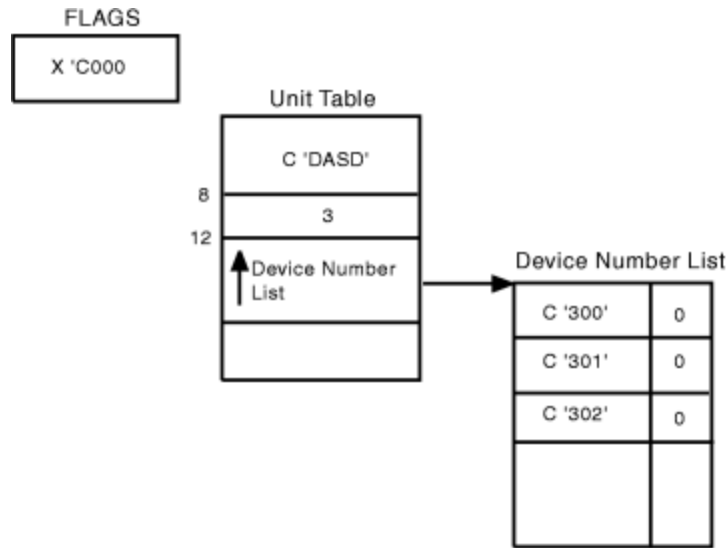 FLAGS
X 'C000
Unit Table
C 'DASD'
8
3
12
Device Number
List
Device Number List
C '300' 0
C '301' 0
C '302' 0